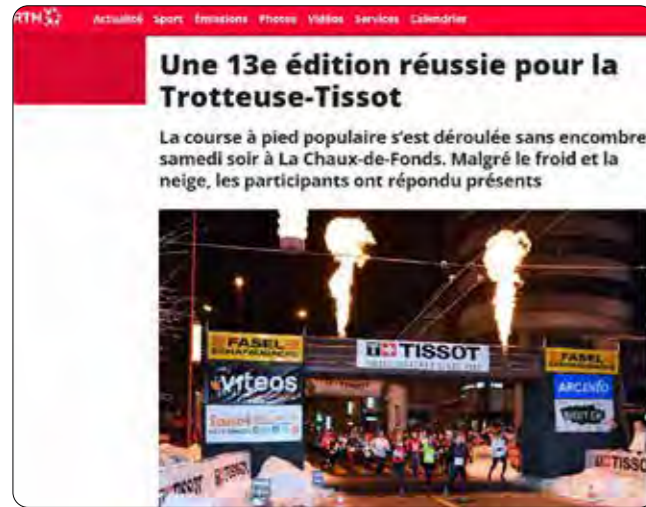 RTN
Actualité Sport Emissions Photos Vidéos Services Calendrier
Une 13e édition réussie pour la
Trotteuse-Tissot
La course à pied populaire s'est déroulée sans encombre
samedi soir à La Chaux-de-Fonds. Malgré le froid et la
neige, les participants ont répondu présents
FASEL
TISSOT
FASEL
viteos
ARCINFO
TISSOT
TISSOT
TISSOT